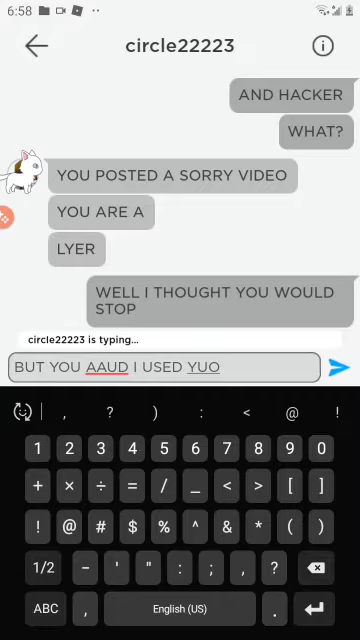 6:58
circle22223
AND HACKER
WHAT?
YOU POSTED A SORRY VIDEO
YOU ARE A
LYER
WELL I THOUGHT YOU WOULD
STOP
circle22223 is typing...
BUT YOU AAUD I USED YUO
, ? ) : < @ !
1 2 3 4 5 6 7 8 9 0
+ × ÷ = / _ < > [ ]
! @ # $ % ^ & * ( )
1/2 - ' " : ; , ?
ABC , English (US) .